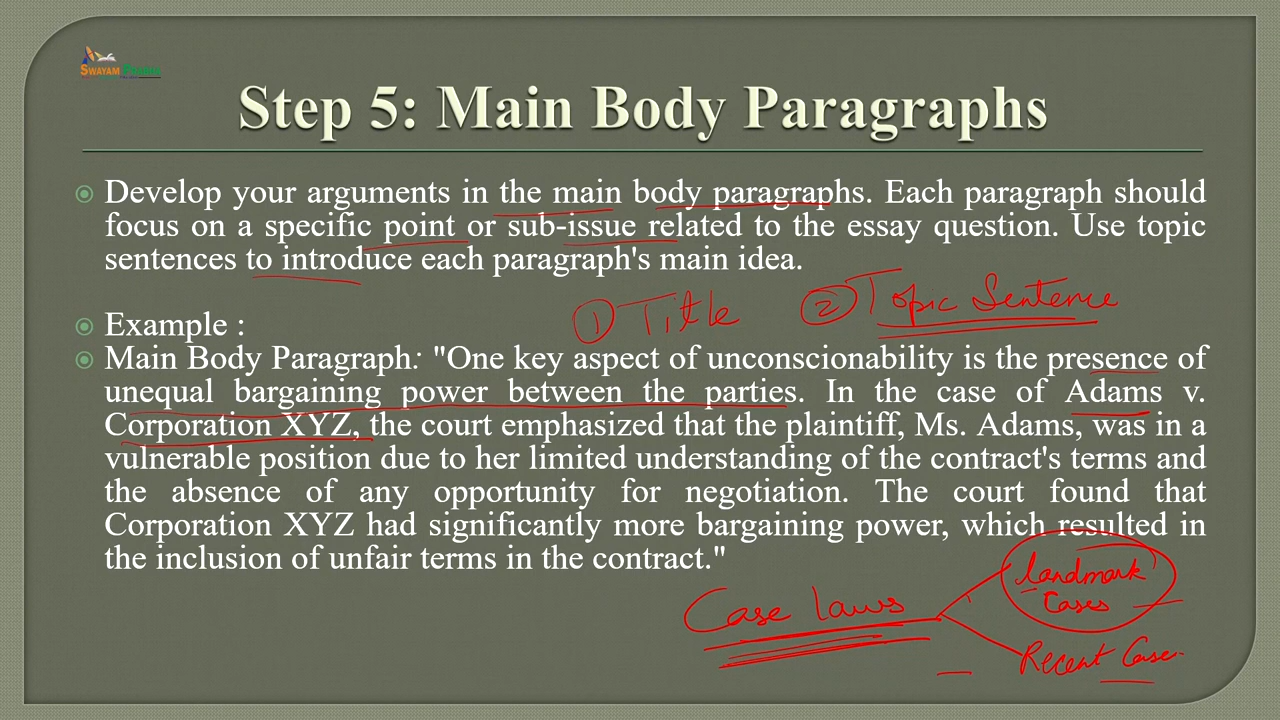 SWAYAM PRABHA
Step 5: Main Body Paragraphs
Develop your arguments in the main body paragraphs. Each paragraph should
focus on a specific point or sub-issue related to the essay question. Use topic
sentences to introduce each paragraph's main idea.
① Title ② Topic Sentence
Example :
Main Body Paragraph: "One key aspect of unconscionability is the presence of
unequal bargaining power between the parties. In the case of Adams v.
Corporation XYZ, the court emphasized that the plaintiff, Ms. Adams, was in a
vulnerable position due to her limited understanding of the contract's terms and
the absence of any opportunity for negotiation. The court found that
Corporation XYZ had significantly more bargaining power, which resulted in
the inclusion of unfair terms in the contract."
Case laws
landmark
Cases
Recent Case